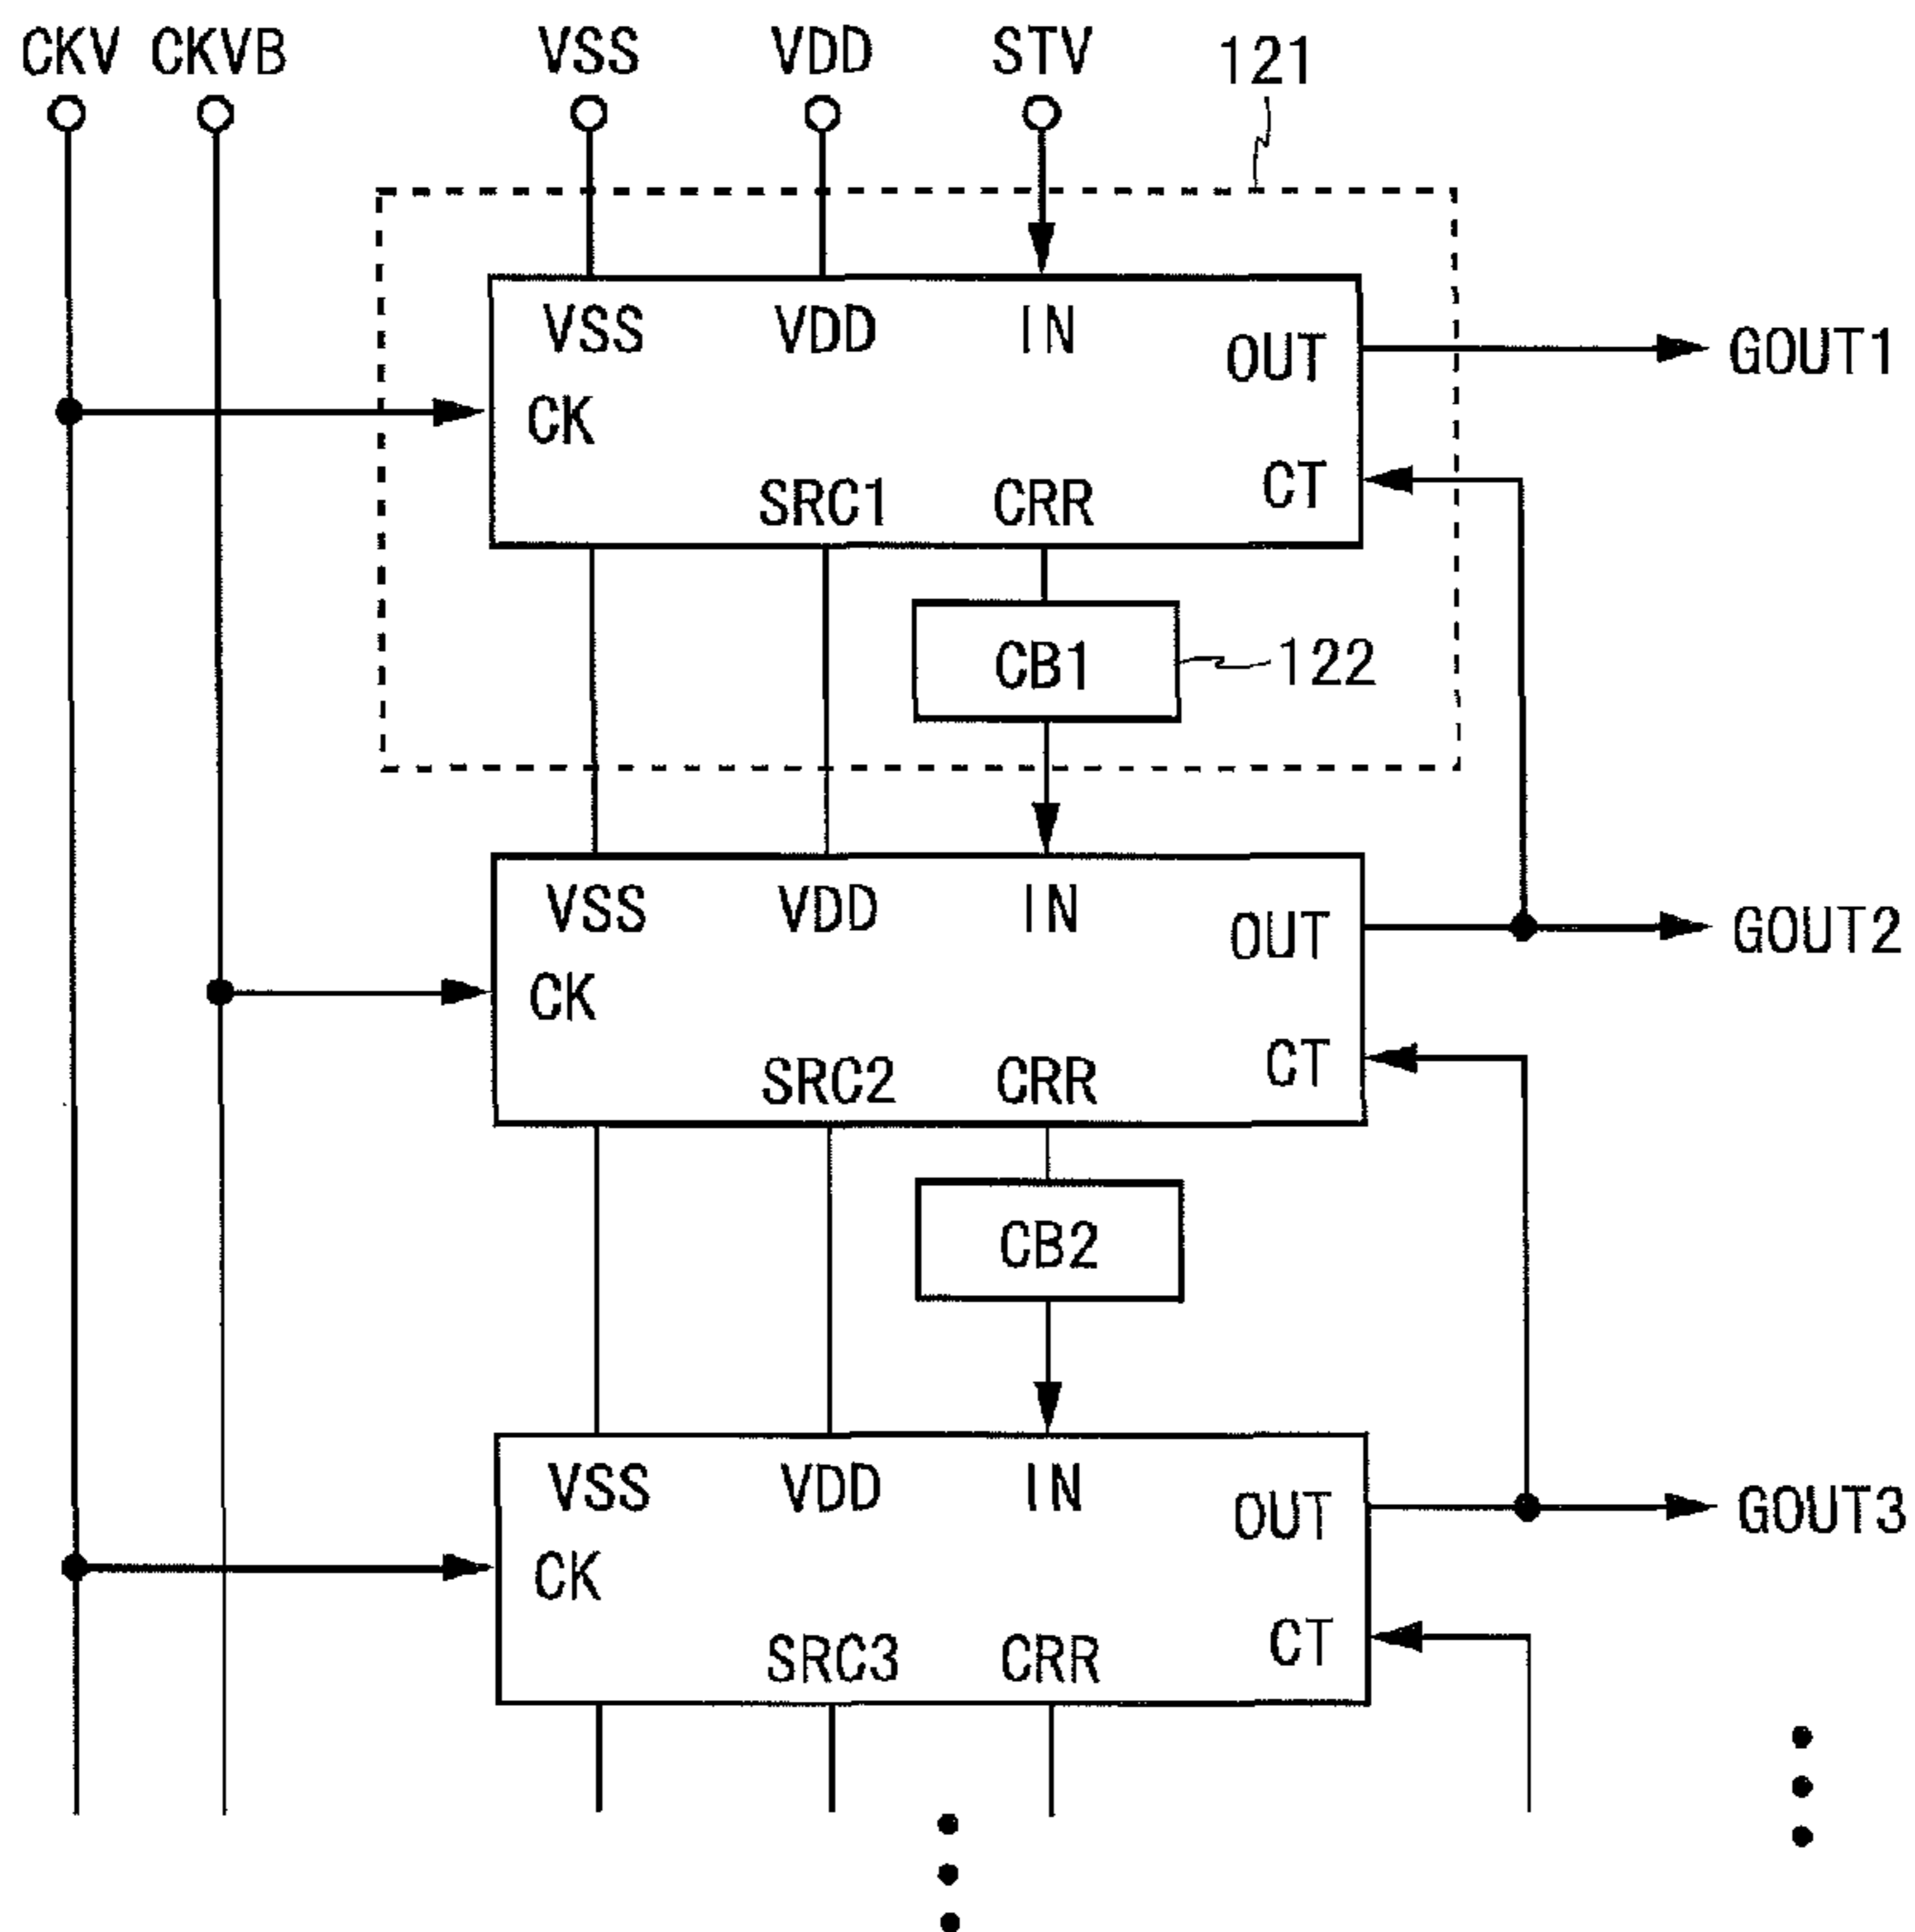 CKV CKVB VSS VDD STV 121
VSS VDD IN OUT GOUT1
CK
SRC1 CRR CT
CB1 122
VSS VDD IN OUT GOUT2
CK
SRC2 CRR CT
CB2
VSS VDD IN OUT GOUT3
CK
SRC3 CRR CT